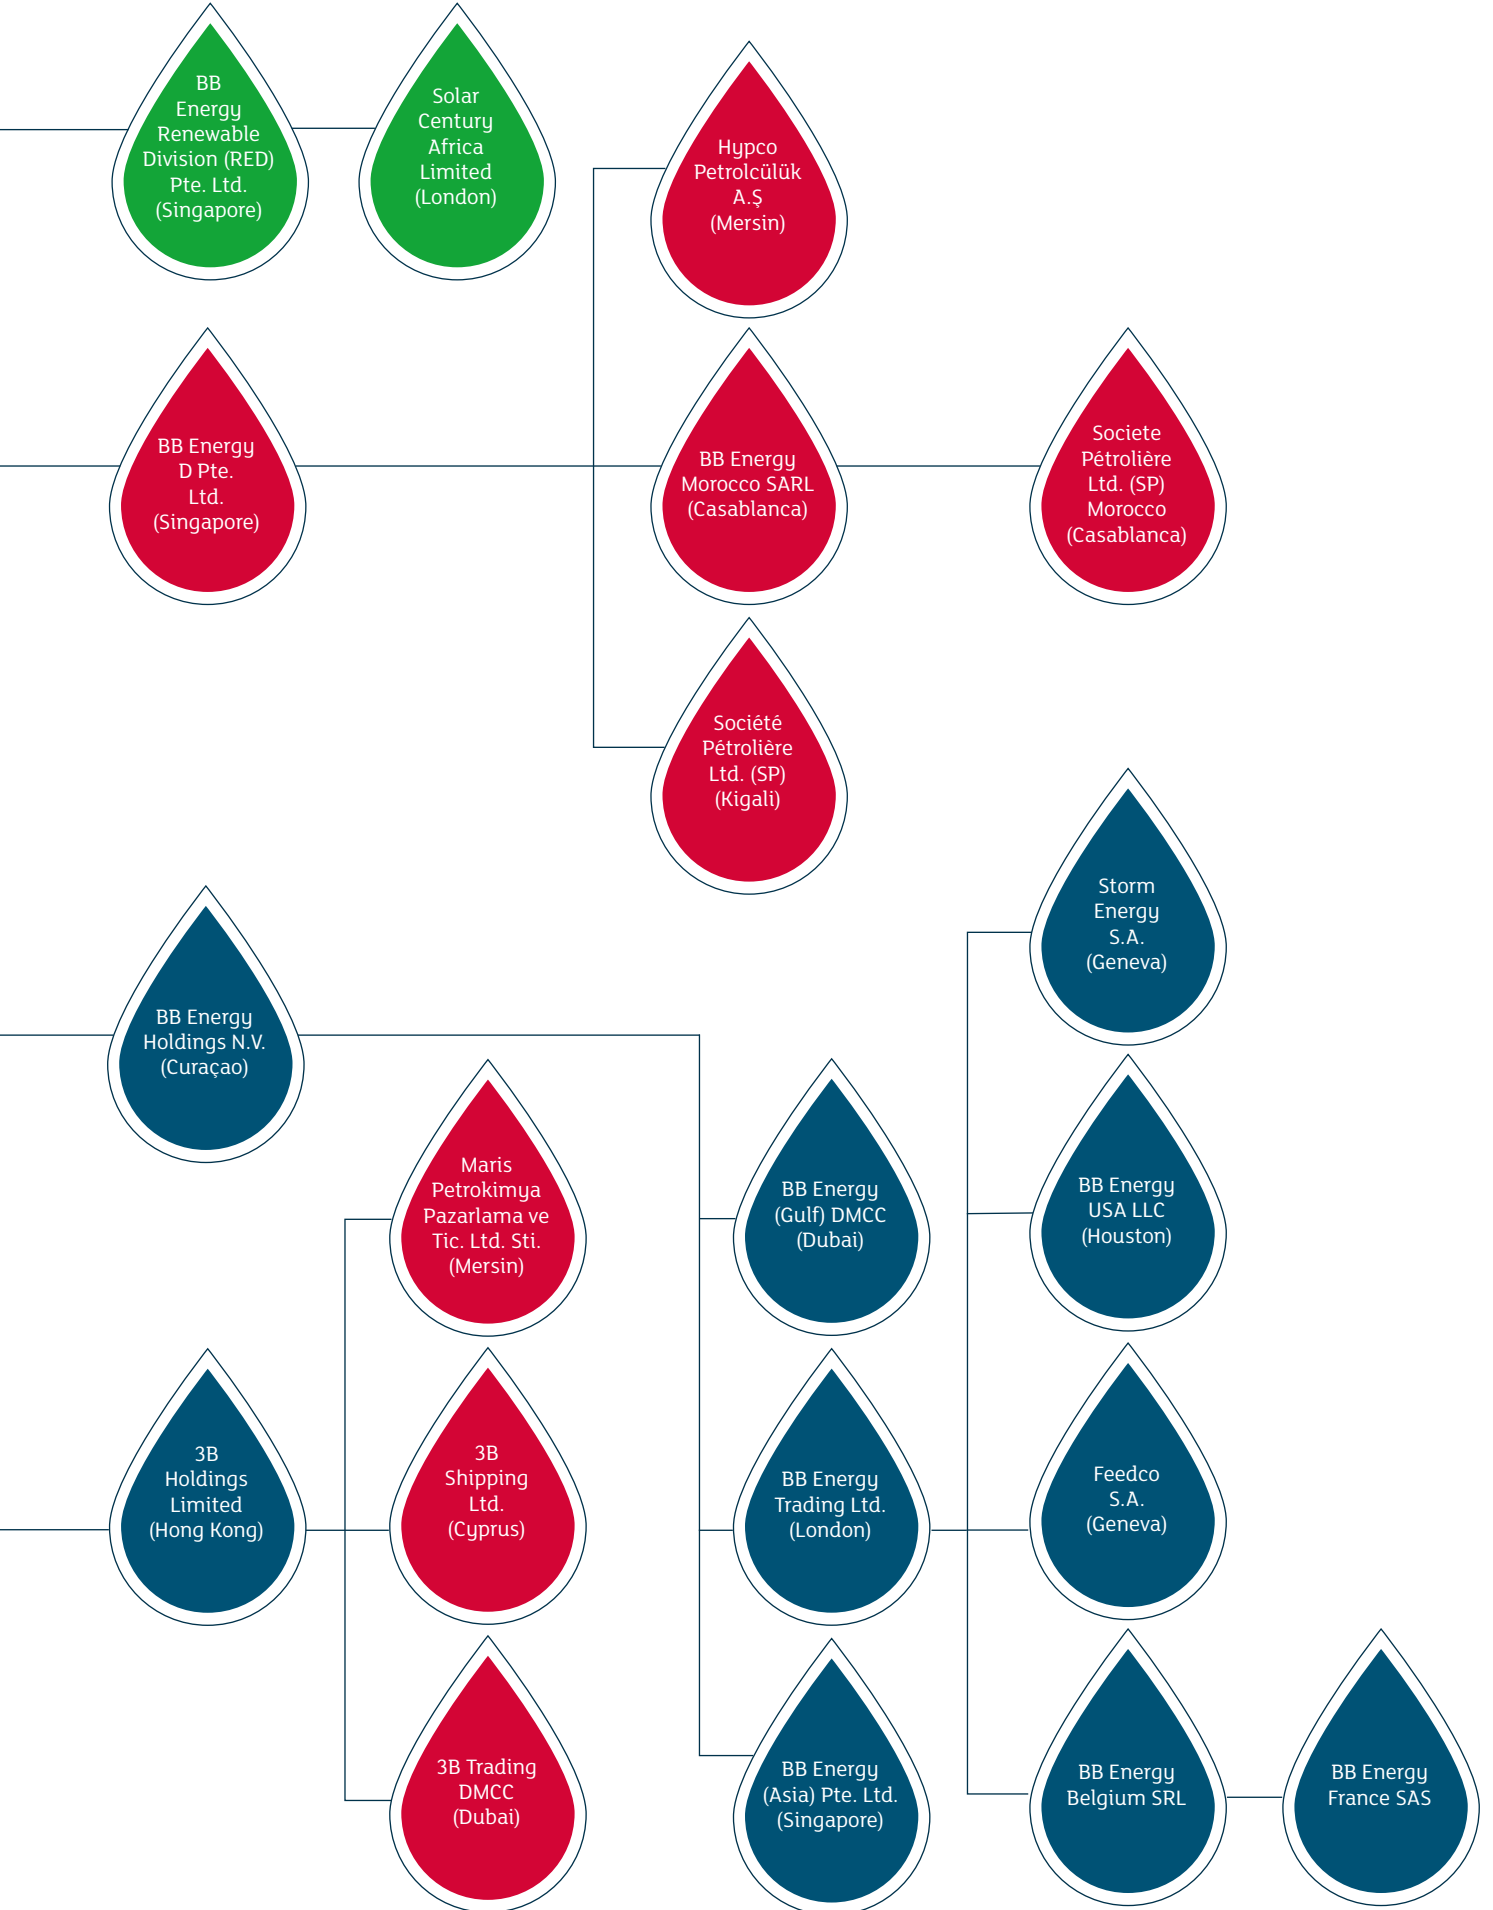 BB
Energy
Renewable
Division (RED)
Pte. Ltd.
(Singapore)
Solar
Century
Africa
Limited
(London)
Hypco
Petrolcülük
A.Ş
(Mersin)
BB Energy
D Pte.
Ltd.
(Singapore)
BB Energy
Morocco SARL
(Casablanca)
Societe
Pétrolière
Ltd. (SP)
Morocco
(Casablanca)
Société
Pétrolière
Ltd. (SP)
(Kigali)
Storm
Energy
S.A.
(Geneva)
BB Energy
Holdings N.V.
(Curaçao)
Maris
Petrokimya
Pazarlama ve
Tic. Ltd. Sti.
(Mersin)
BB Energy
(Gulf) DMCC
(Dubai)
BB Energy
USA LLC
(Houston)
3B
Holdings
Limited
(Hong Kong)
3B
Shipping
Ltd.
(Cyprus)
BB Energy
Trading Ltd.
(London)
Feedco
S.A.
(Geneva)
3B Trading
DMCC
(Dubai)
BB Energy
(Asia) Pte. Ltd.
(Singapore)
BB Energy
Belgium SRL
BB Energy
France SAS